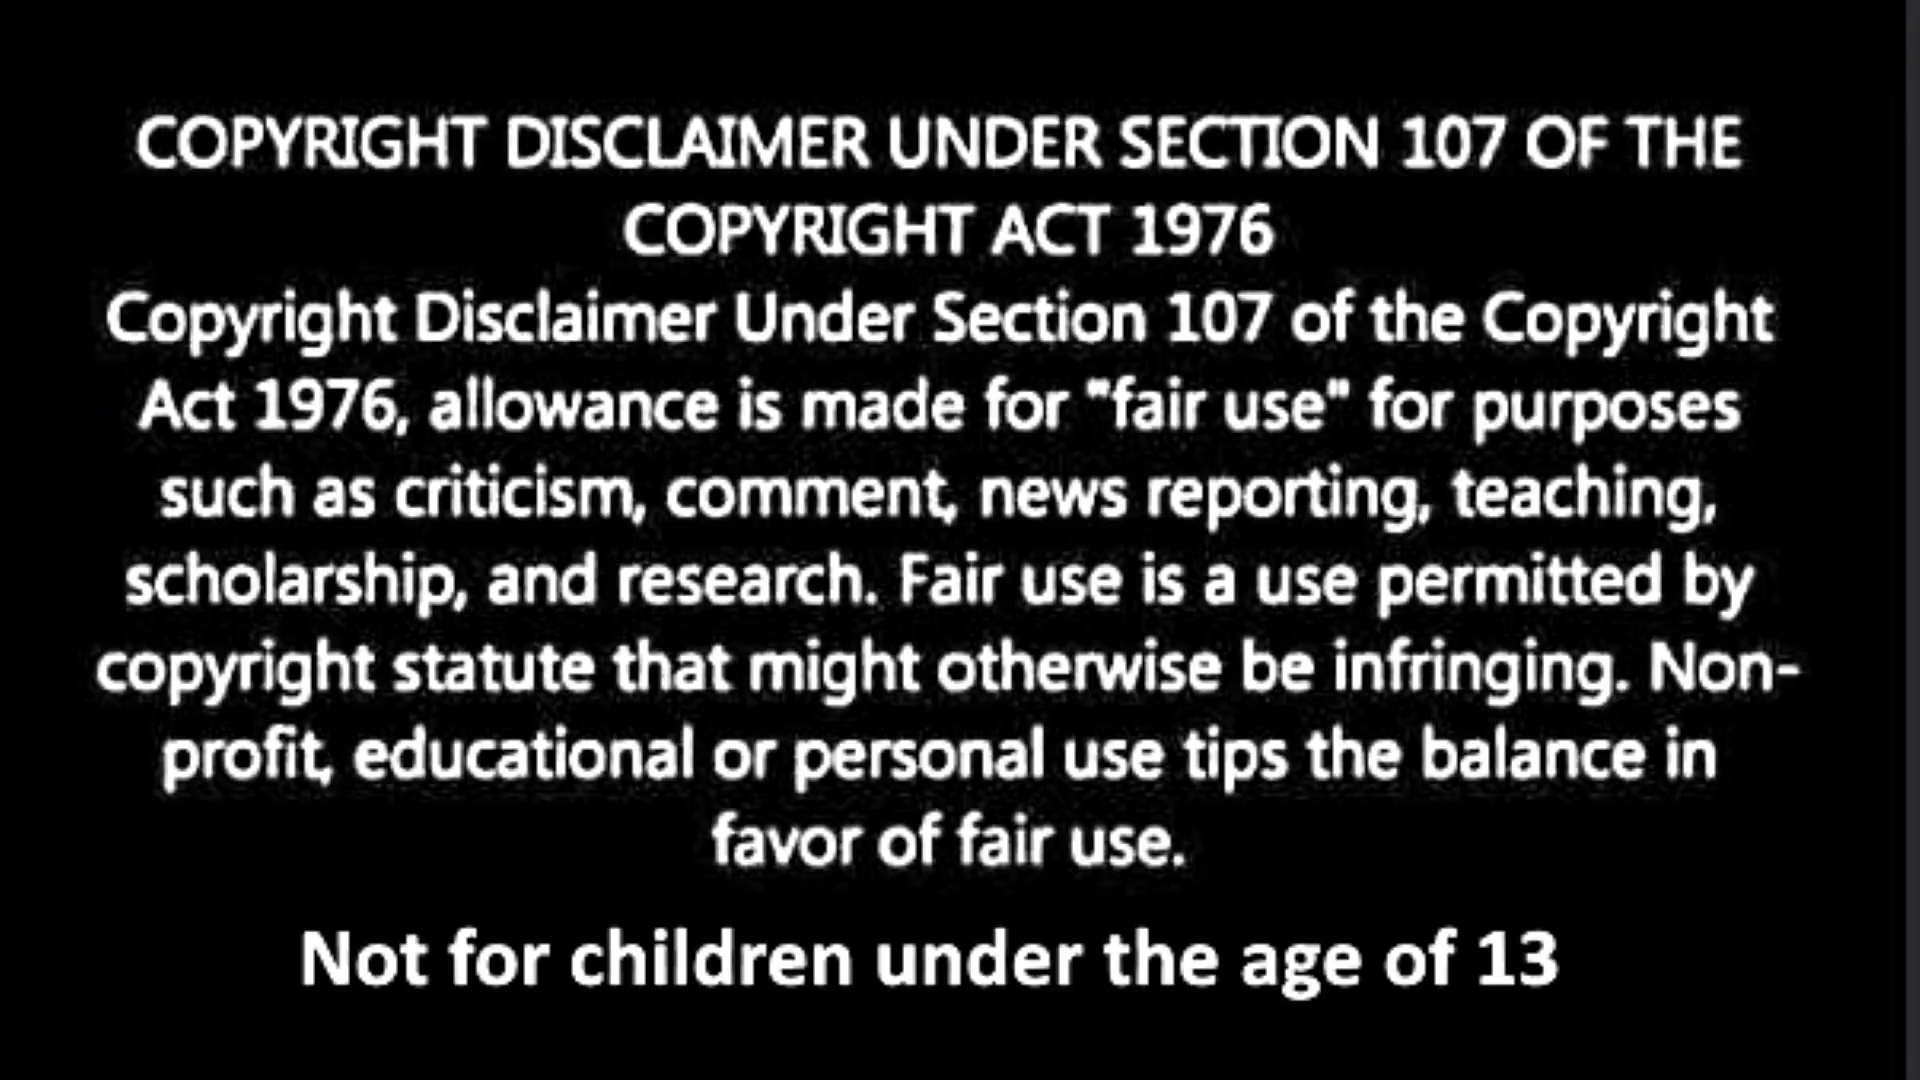 COPYRIGHT DISCLAIMER UNDER SECTION 107 OF THE
COPYRIGHT ACT 1976
Copyright Disclaimer Under Section 107 of the Copyright
Act 1976, allowance is made for "fair use" for purposes
such as criticism, comment, news reporting, teaching,
scholarship, and research. Fair use is a use permitted by
copyright statute that might otherwise be infringing. Non-
profit, educational or personal use tips the balance in
favor of fair use.
Not for children under the age of 13